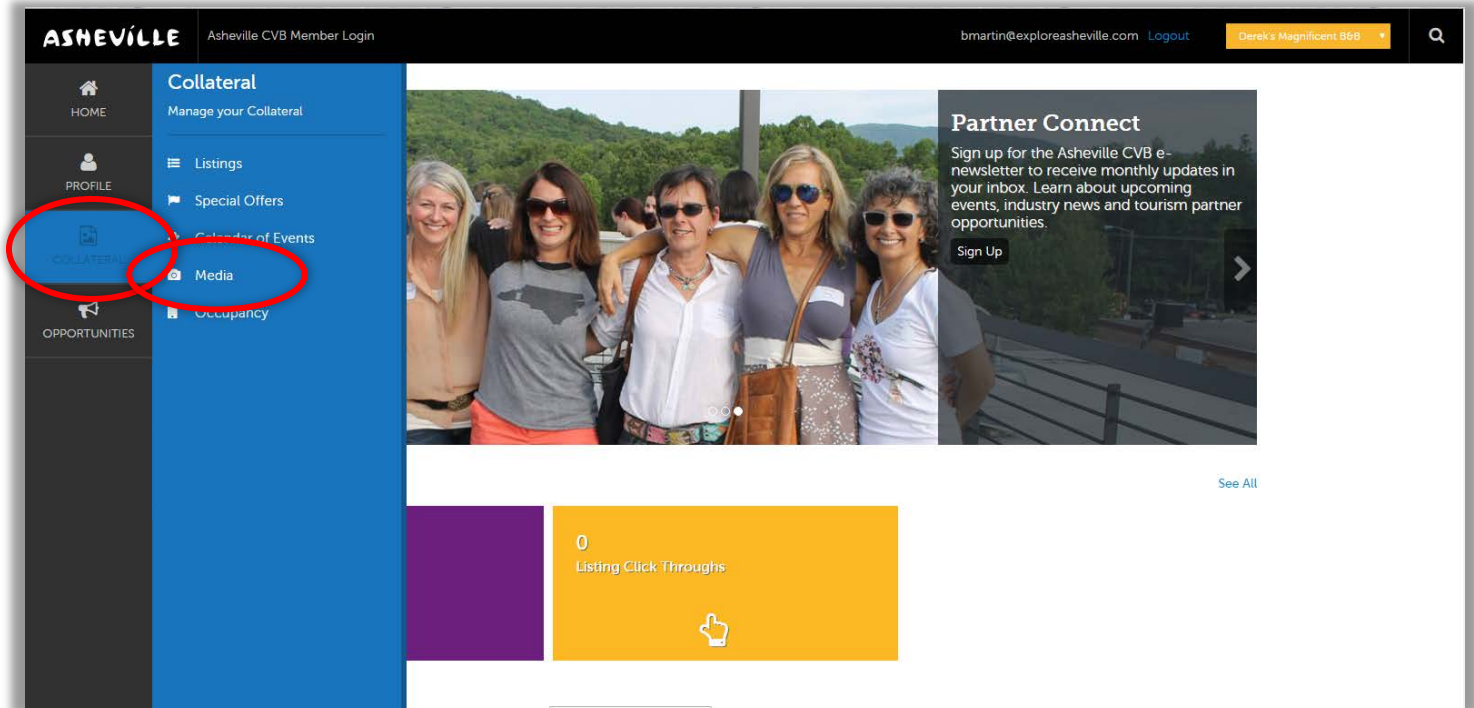 ASHEVÍLLE
Asheville CVB Member Login
bmartin@exploreasheville.com Logout
Derek's Magnificent B&B
HOME
PROFILE
COLLATERAL
OPPORTUNITIES
Collateral
Manage your Collateral
Listings
Special Offers
Calendar of Events
Media
Occupancy
Partner Connect
Sign up for the Asheville CVB e-
newsletter to receive monthly updates in
your inbox. Learn about upcoming
events, industry news and tourism partner
opportunities.
Sign Up
See All
0
Listing Click Throughs